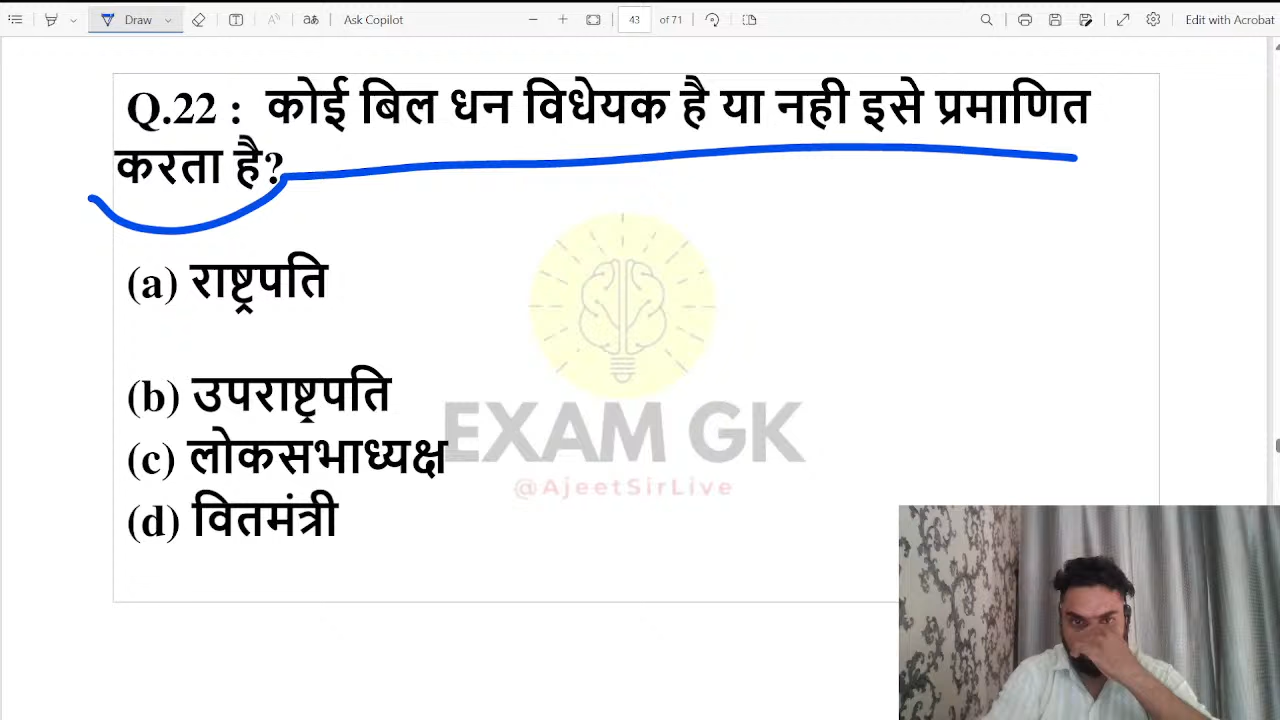 Draw
Ask Copilot
43 of 71
Edit with Acrobat
Q.22 : कोई बिल धन विधेयक है या नही इसे प्रमाणित
करता है?
(a) राष्ट्रपति
(b) उपराष्ट्रपति
(c) लोकसभाध्यक्ष
(d) वितमंत्री
EXAM GK
@AjeetSirLive